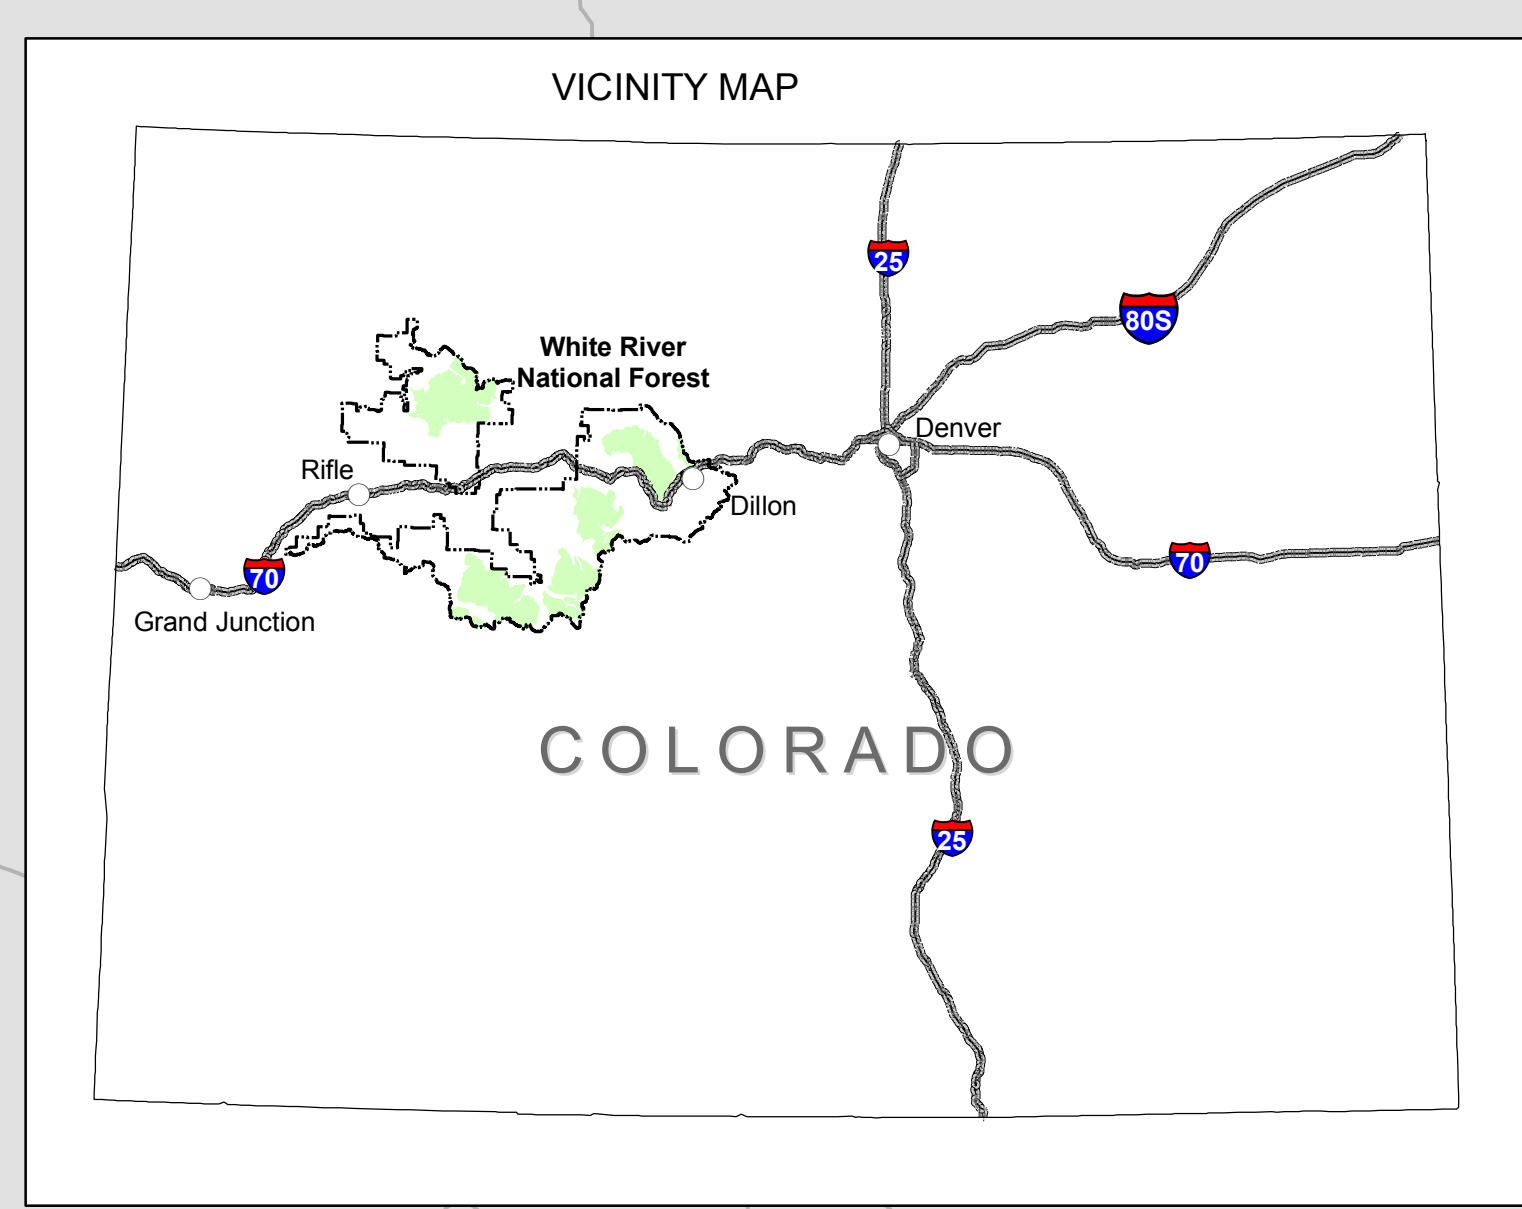 VICINITY MAP
25
80S
White River
National Forest
Denver
Rifle
Dillon
70
70
Grand Junction
COLORADO
25